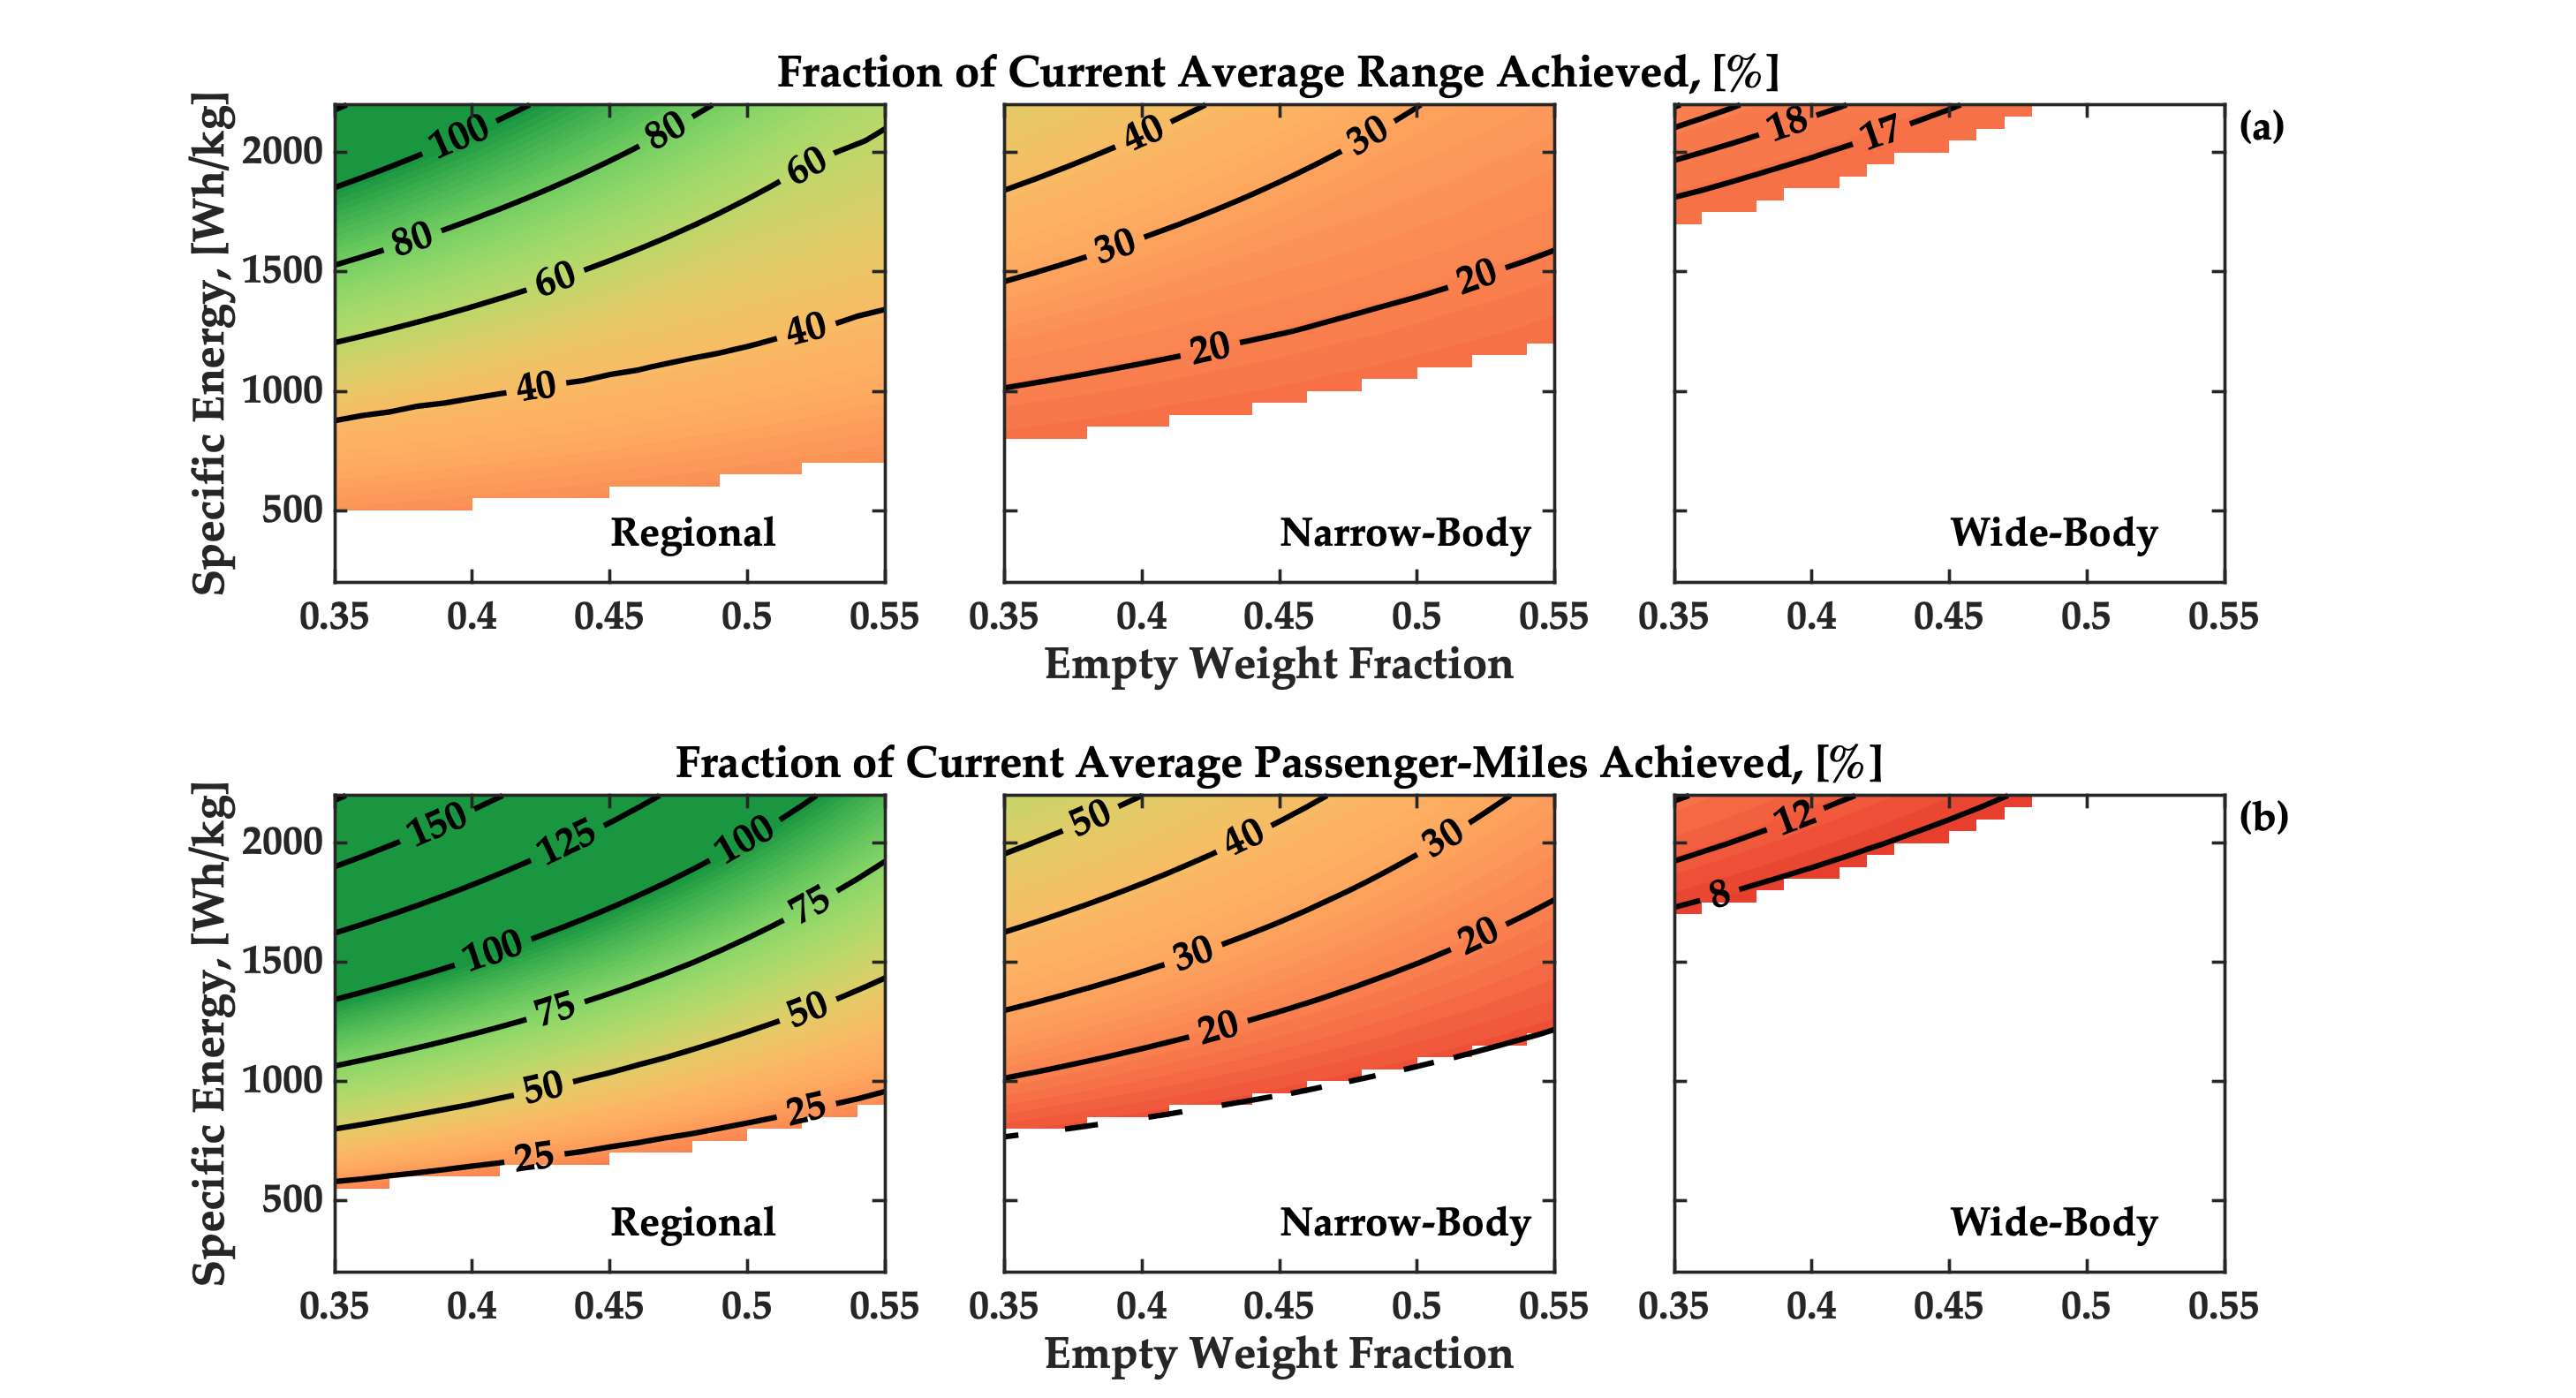 Fraction of Current Average Range Achieved, [%]
(a)
Specific Energy, [Wh/kg]
2000
1500
1000
500
100
80
80
60
60
40
40
Regional
0.35 0.4 0.45 0.5 0.55
40
30
30
20
20
Narrow-Body
0.35 0.4 0.45 0.5 0.55
18
17
Wide-Body
0.35 0.4 0.45 0.5 0.55
Empty Weight Fraction
Fraction of Current Average Passenger-Miles Achieved, [%]
(b)
Specific Energy, [Wh/kg]
2000
1500
1000
500
150
125
100
100
75
75
50
50
25
25
Regional
0.35 0.4 0.45 0.5 0.55
50
40
30
30
20
20
Narrow-Body
0.35 0.4 0.45 0.5 0.55
12
8
Wide-Body
0.35 0.4 0.45 0.5 0.55
Empty Weight Fraction